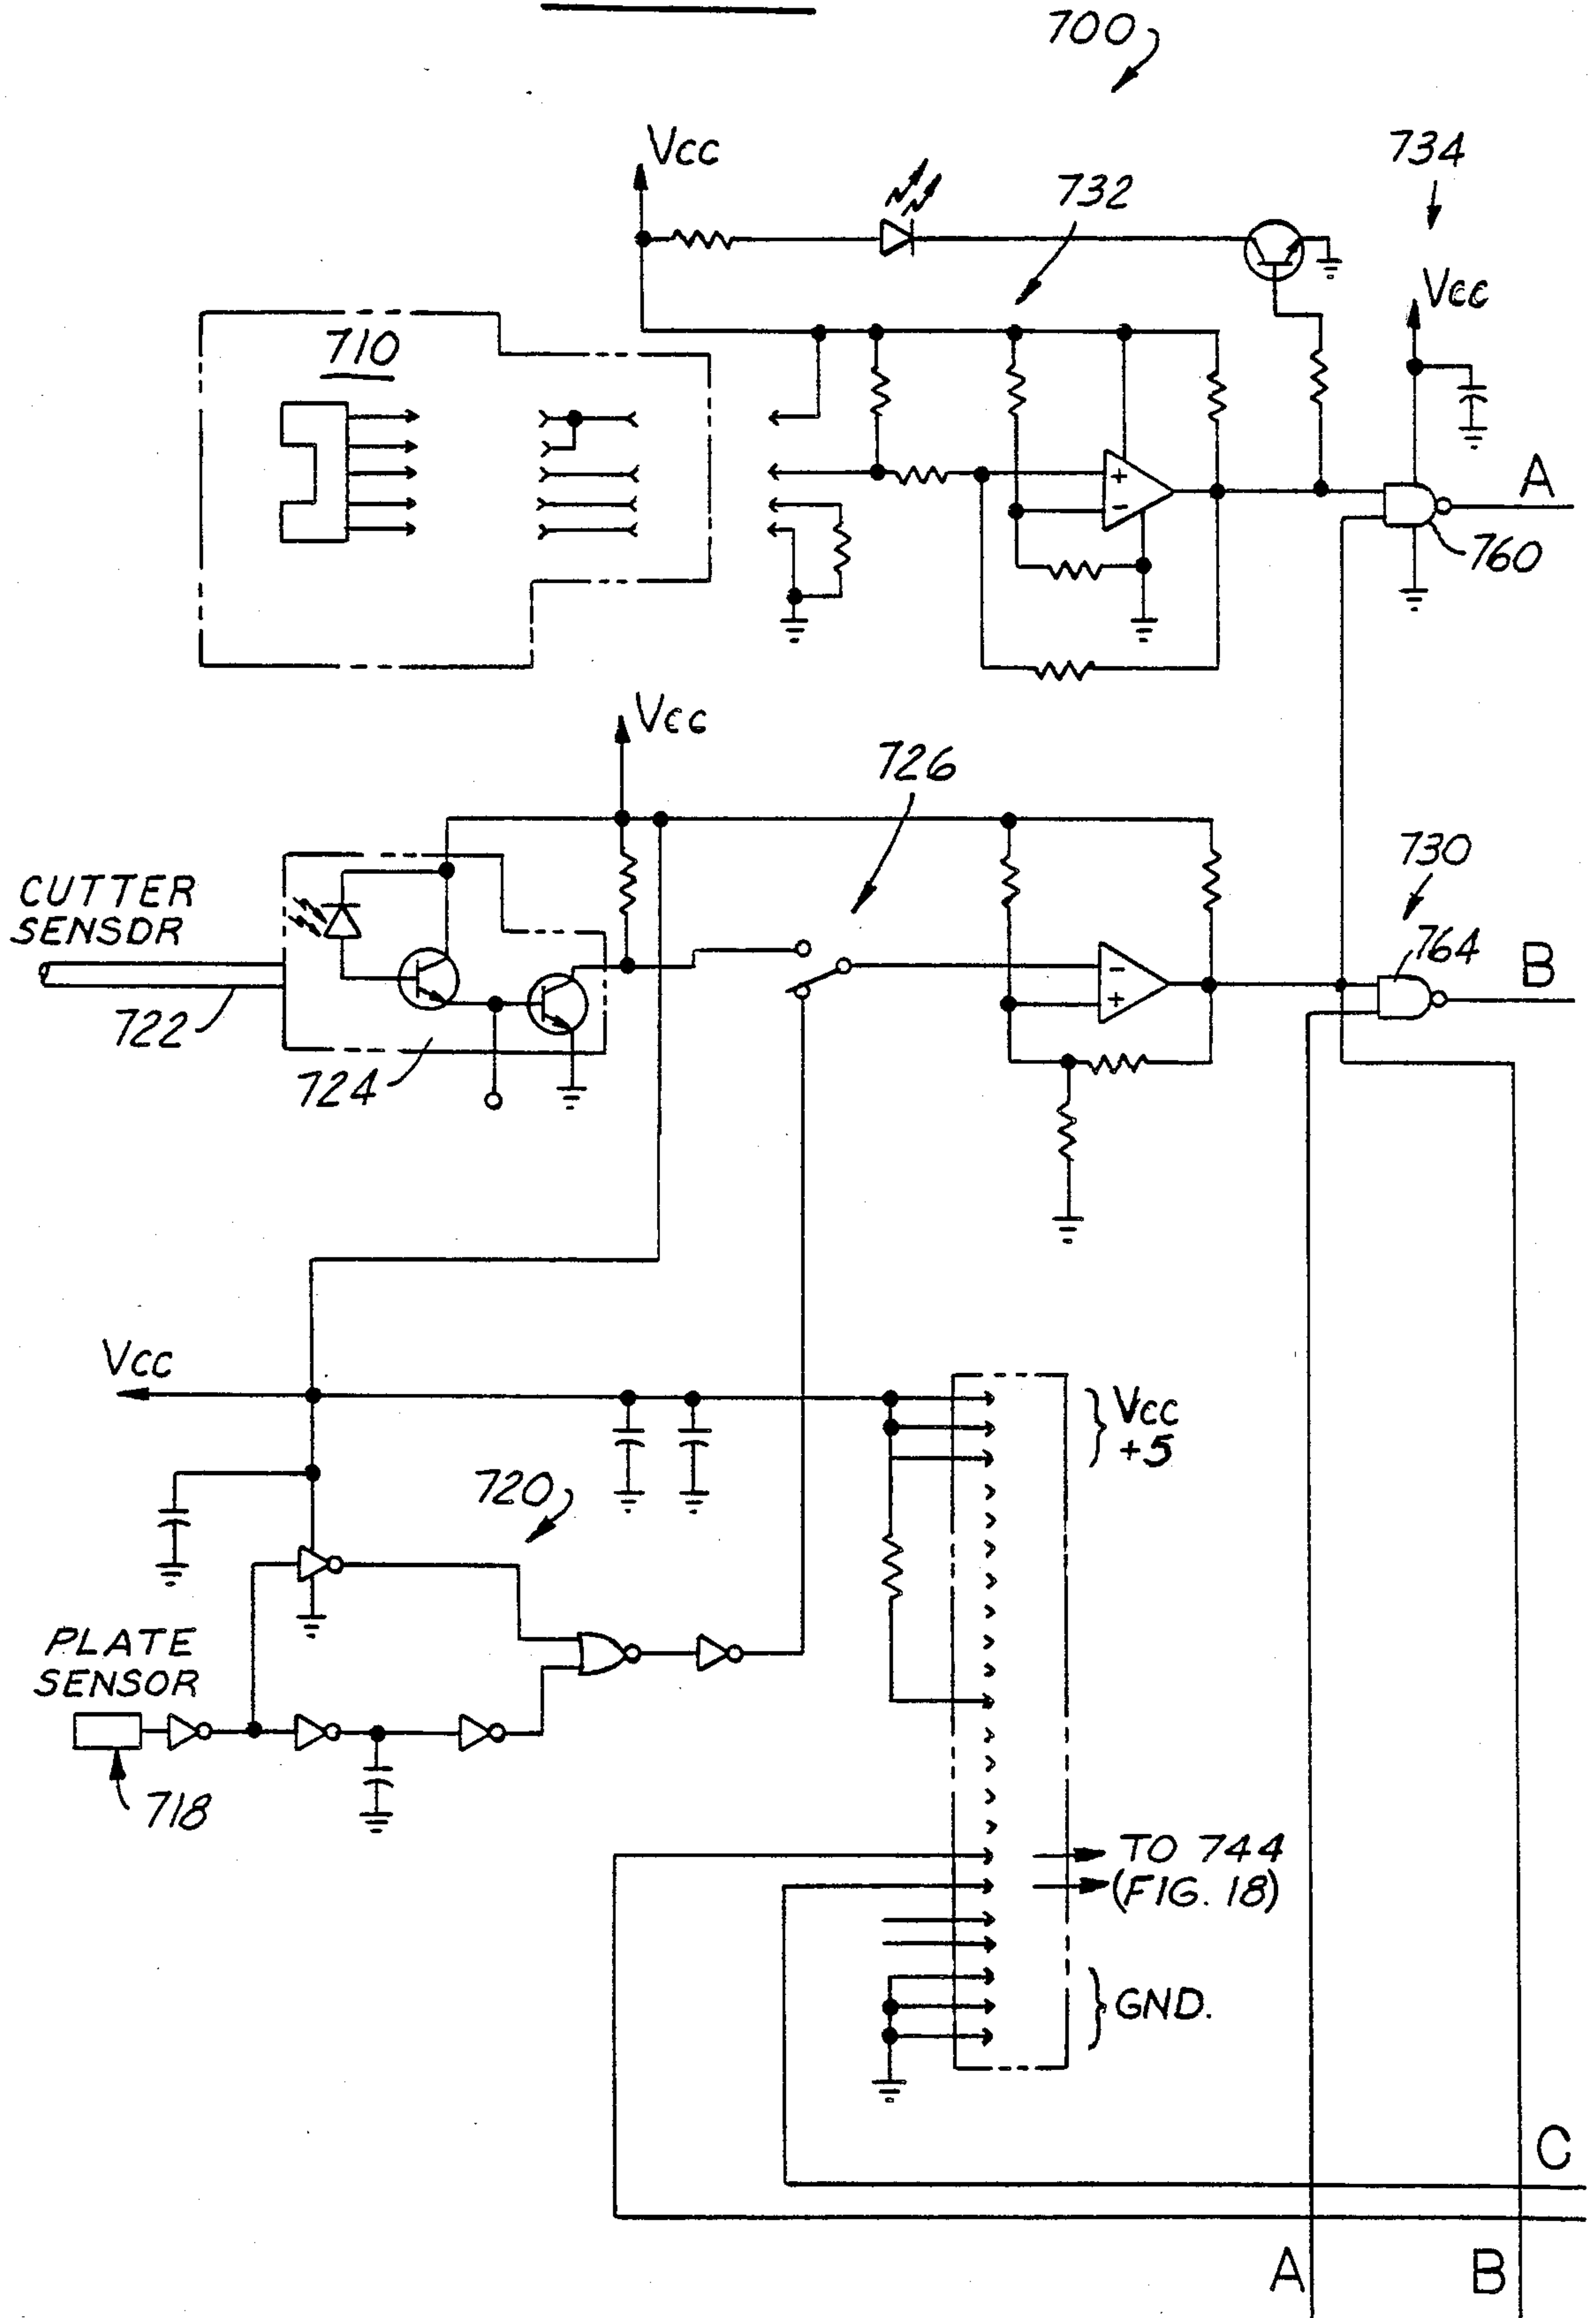 700
Vcc
732
734
Vcc
710
+
-
A
760
Vcc
726
730
CUTTER
SENSOR
764
B
-
+
722
724
Vcc
Vcc
+5
720
PLATE
SENSOR
718
TO 744
(FIG. 18)
GND.
C
A
B